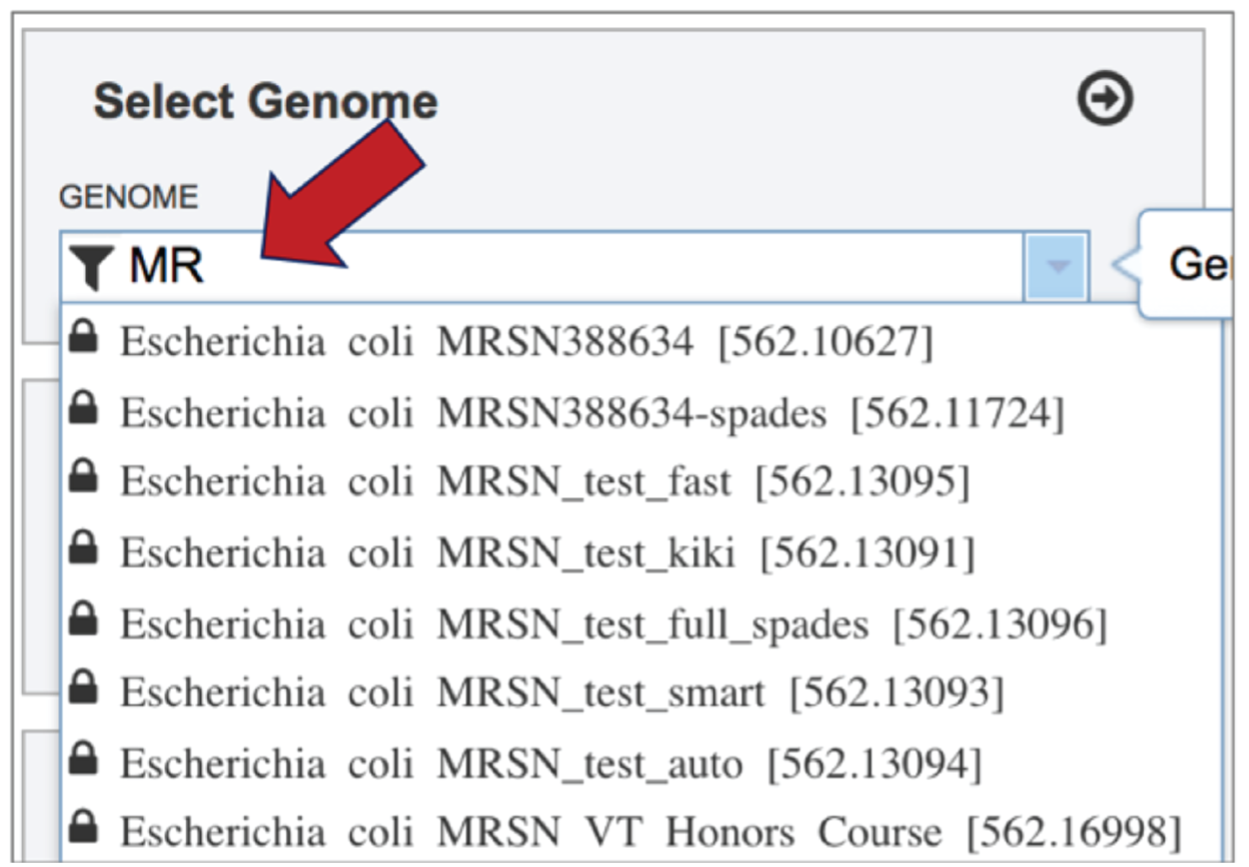 Select Genome
GENOME
MR
Escherichia coli MRSN388634 [562.10627]
Escherichia coli MRSN388634-spades [562.11724]
Escherichia coli MRSN_test_fast [562.13095]
Escherichia coli MRSN_test_kiki [562.13091]
Escherichia coli MRSN_test_full_spades [562.13096]
Escherichia coli MRSN_test_smart [562.13093]
Escherichia coli MRSN_test_auto [562.13094]
Escherichia coli MRSN VT Honors Course [562.16998]